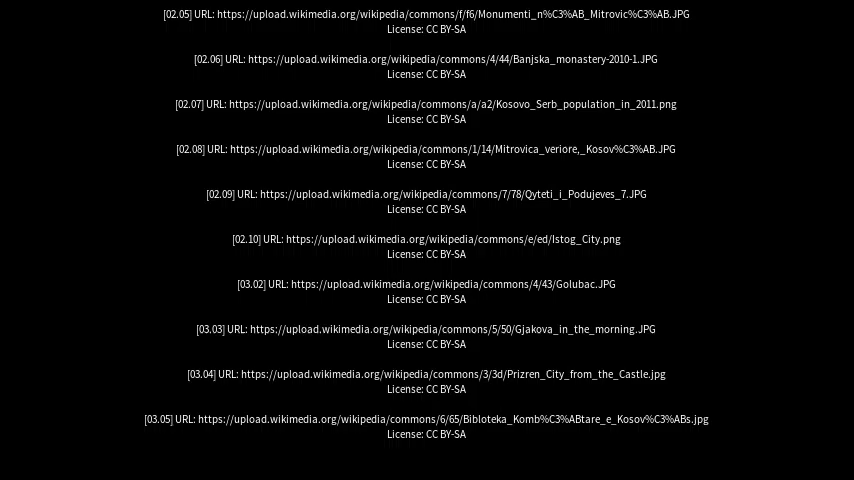 [02.05] URL: https://upload.wikimedia.org/wikipedia/commons/f/f6/Monumenti_n%C3%AB_Mitrovic%C3%AB.JPG
License: CC BY-SA
[02.06] URL: https://upload.wikimedia.org/wikipedia/commons/4/44/Banjska_monastery-2010-1.JPG
License: CC BY-SA
[02.07] URL: https://upload.wikimedia.org/wikipedia/commons/a/a2/Kosovo_Serb_population_in_2011.png
License: CC BY-SA
[02.08] URL: https://upload.wikimedia.org/wikipedia/commons/1/14/Mitrovica_veriore,_Kosov%C3%AB.JPG
License: CC BY-SA
[02.09] URL: https://upload.wikimedia.org/wikipedia/commons/7/78/Qyteti_i_Podujeves_7.JPG
License: CC BY-SA
[02.10] URL: https://upload.wikimedia.org/wikipedia/commons/e/ed/Istog_City.png
License: CC BY-SA
[03.02] URL: https://upload.wikimedia.org/wikipedia/commons/4/43/Golubac.JPG
License: CC BY-SA
[03.03] URL: https://upload.wikimedia.org/wikipedia/commons/5/50/Gjakova_in_the_morning.JPG
License: CC BY-SA
[03.04] URL: https://upload.wikimedia.org/wikipedia/commons/3/3d/Prizren_City_from_the_Castle.jpg
License: CC BY-SA
[03.05] URL: https://upload.wikimedia.org/wikipedia/commons/6/65/Bibloteka_Komb%C3%ABtare_e_Kosov%C3%ABs.jpg
License: CC BY-SA